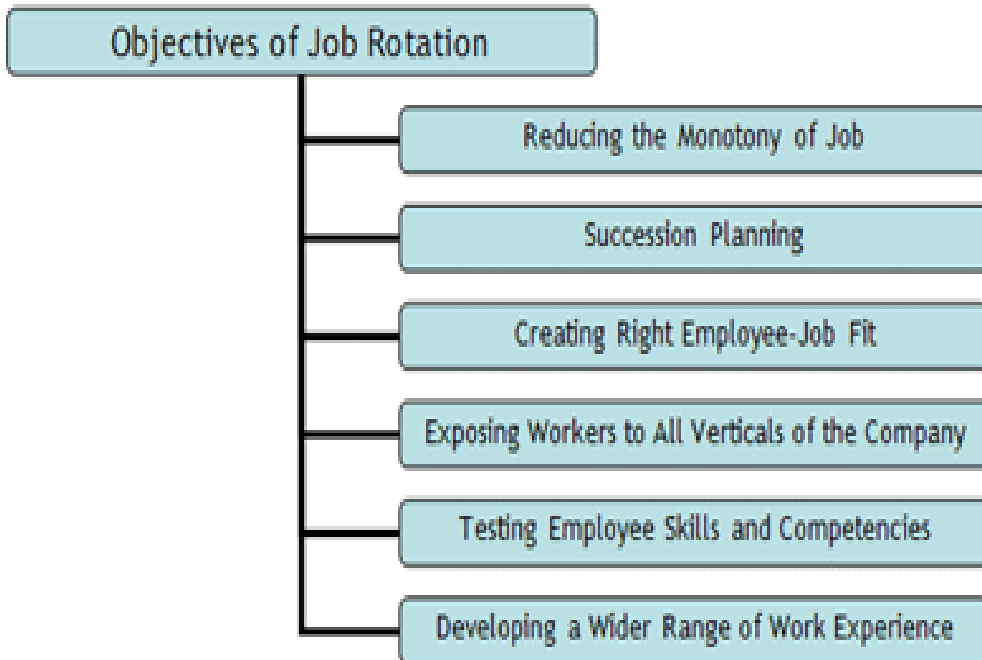 Objectives of Job Rotation
Reducing the Monotony of Job
Succession Planning
Creating Right Employee-Job Fit
Exposing Workers to All Verticals of the Company
Testing Employee Skills and Competencies
Developing a Wider Range of Work Experience